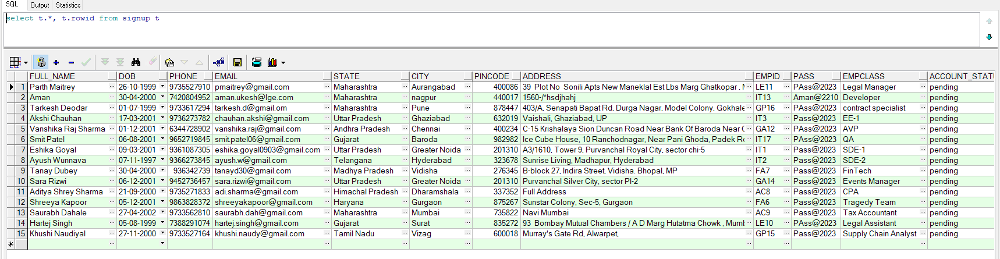 SQL Output Statistics
select t.*, t.rowid from signup t
FULL_NAME DOB PHONE EMAIL STATE CITY PINCODE ADDRESS EMPID PASS EMPCLASS ACCOUNT_STATU
1 Parth Maitrey 26-10-1999 9735527910 pmaitrey@gmail.com Maharashtra Aurangabad 400086 39 Plot No Sonili Apts New Maneklal Est Lbs Marg Ghatkopar , LE11 PAss@2023 Legal Manager pending
2 Aman 30-04-2000 7420804952 aman.ukesh@lge.com Maharashtra nagpur 440017 1560-/*hsdjhahj IT13 Aman@2210 Developer pending
3 Tarkesh Deodar 01-07-1999 9733617294 tarkesh.d@gmail.om Maharashtra Pune 878447 403/A, Senapati Bapat Rd, Durga Nagar, Model Colony, Gokhale GP16 PAss@2023 contract specialist pending
4 Akshi Chauhan 17-03-2001 9736273782 chauhan.akshi@gmail.com Uttar Pradesh Ghaziabad 632019 Vaishali, Ghaziabad, UP IT3 PAss@2023 EE-1 pending
5 Vanshika Raj Sharma 01-12-2001 6344728902 vanshika.raj@gmail.com Andhra Pradesh Chennai 400234 C-15 Krishalaya Sion Duncan Road Near Bank Of Baroda Near GA12 PAss@2023 AVP pending
6 Smit Patel 06-08-2001 9652719845 smit.patel06@gmail.com Gujarat Baroda 982982 Ice Cube House, 10 Ranchodnagar, Near Pani Ghoda, Padek IT17 PAss@2023 QA pending
7 Eshika Goyal 09-03-2001 9361087305 eshika.goyal0903@gmail.com Uttar Pradesh Greater Noida 201310 A3/1610, Tower 9, Purvanchal Royal City, sector chi-5 IT1 PAss@2023 SDE-1 pending
8 Ayush Wunnava 07-11-1997 9366273845 ayush.w@gmail.com Telangana Hyderabad 323678 Sunrise Living, Madhapur, Hyderabad IT2 PAss@2023 SDE-2 pending
9 Tanay Dubey 30-04-2000 936342739 tanayd30@gmail.com Madhya Pradesh Vidisha 276345 B-block 27, Indira Street, Vidisha. Bhopal, MP FA7 Pass@2023 FinTech pending
10 Sara Rizwi 06-12-2001 9452736457 sara.rizwi@gmail.com Uttar Pradesh Greater Noida 201310 Purvanchal Silver City, sector PI-2 GA14 Pass@2023 Events Manager pending
11 Aditya Shrey Sharma 21-09-2000 9735271833 adi.sharma@gmail.com Himachal Pradesh Dharamshala 337352 Full Address AC8 Pass@2023 CPA pending
12 Shreeya Kapoor 05-12-2001 9863828372 shreeyakapoor@gmail.com Haryana Gurgaon 875267 Sunstar Colony, Sec-5, Gurgaon FA6 Pass@2023 Tragedy Team pending
13 Saurabh Dahale 27-04-2002 9733562810 saurabh.dah@gmail.com Maharashtra Mumbai 735822 Navi Mumbai AC9 PAss@2023 Tax Accountant pending
14 Hartej Singh 05-08-1999 7388291074 hartej.singh@gmail.com Gujarat Surat 835272 93 Bombay Mutual Chambers / A D Marg Hutatma Chowk , Mumb LE10 PAss@2023 Legal Assistant pending
15 Khushi Naudiyal 27-11-2000 9733527164 khushi.naudy@gmail.com Tamil Nadu Vizag 600018 Murray's Gate Rd, Alwarpet, GP15 PAss@2023 Supply Chain Analyst pending